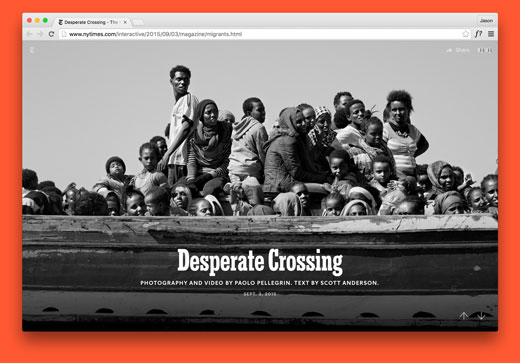 Jason
Desperate Crossing - The
www.nytimes.com/interactive/2015/09/03/magazine/migrants.html
f?
Share
Desperate Crossing
PHOTOGRAPHY AND VIDEO BY PAOLO PELLEGRIN. TEXT BY SCOTT ANDERSON.
SEPT. 3, 2015